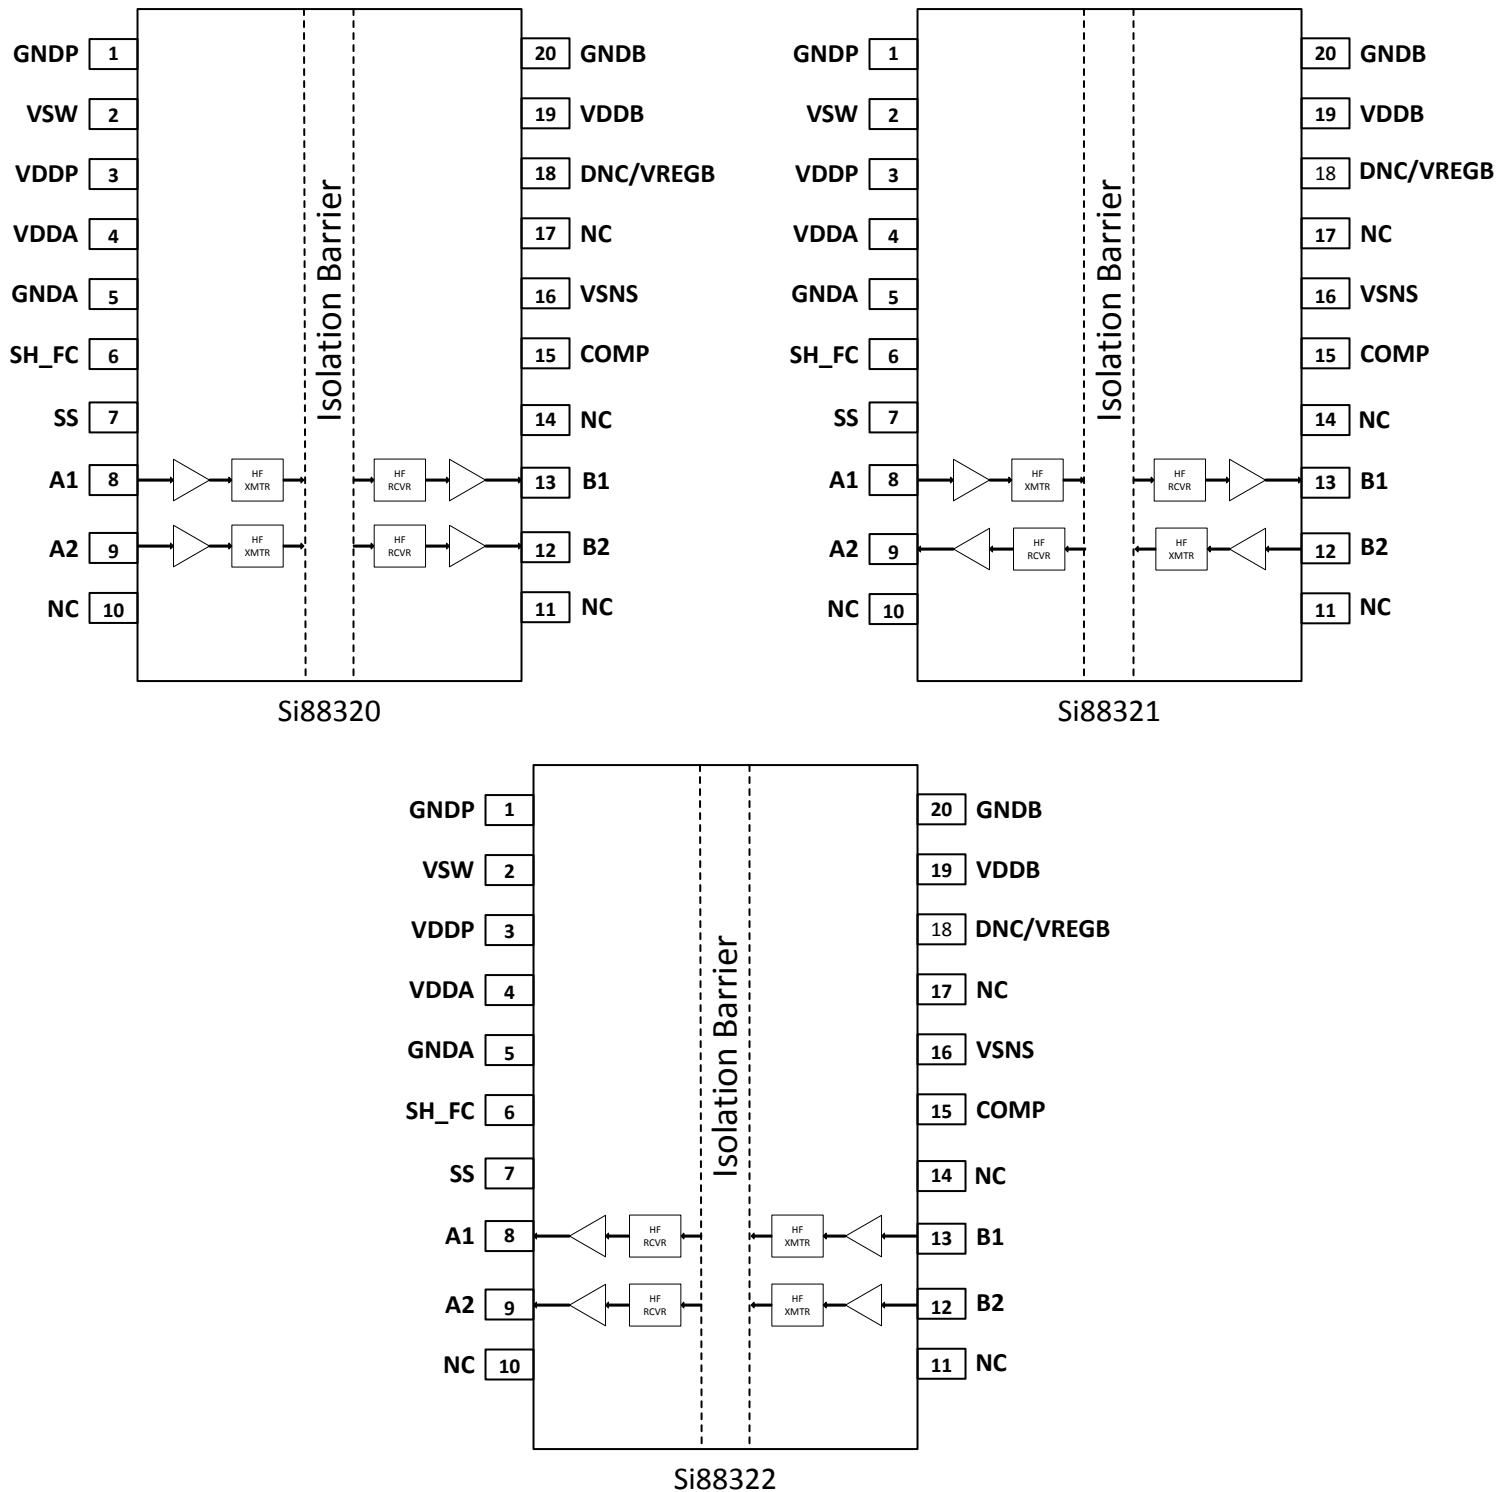 GNDP 1 20 GNDB
VSW 2 19 VDDB
VDDP 3 18 DNC/VREGB
VDDA 4 17 NC
GNDA 5 16 VSNS
SH_FC 6 15 COMP
SS 7 14 NC
A1 8 HF XMTR HF RCVR 13 B1
A2 9 HF XMTR HF RCVR 12 B2
NC 10 11 NC
Isolation Barrier
Si88320
GNDP 1 20 GNDB
VSW 2 19 VDDB
VDDP 3 18 DNC/VREGB
VDDA 4 17 NC
GNDA 5 16 VSNS
SH_FC 6 15 COMP
SS 7 14 NC
A1 8 HF XMTR HF RCVR 13 B1
A2 9 HF RCVR HF XMTR 12 B2
NC 10 11 NC
Isolation Barrier
Si88321
GNDP 1 20 GNDB
VSW 2 19 VDDB
VDDP 3 18 DNC/VREGB
VDDA 4 17 NC
GNDA 5 16 VSNS
SH_FC 6 15 COMP
SS 7 14 NC
A1 8 HF RCVR HF XMTR 13 B1
A2 9 HF RCVR HF XMTR 12 B2
NC 10 11 NC
Isolation Barrier
Si88322